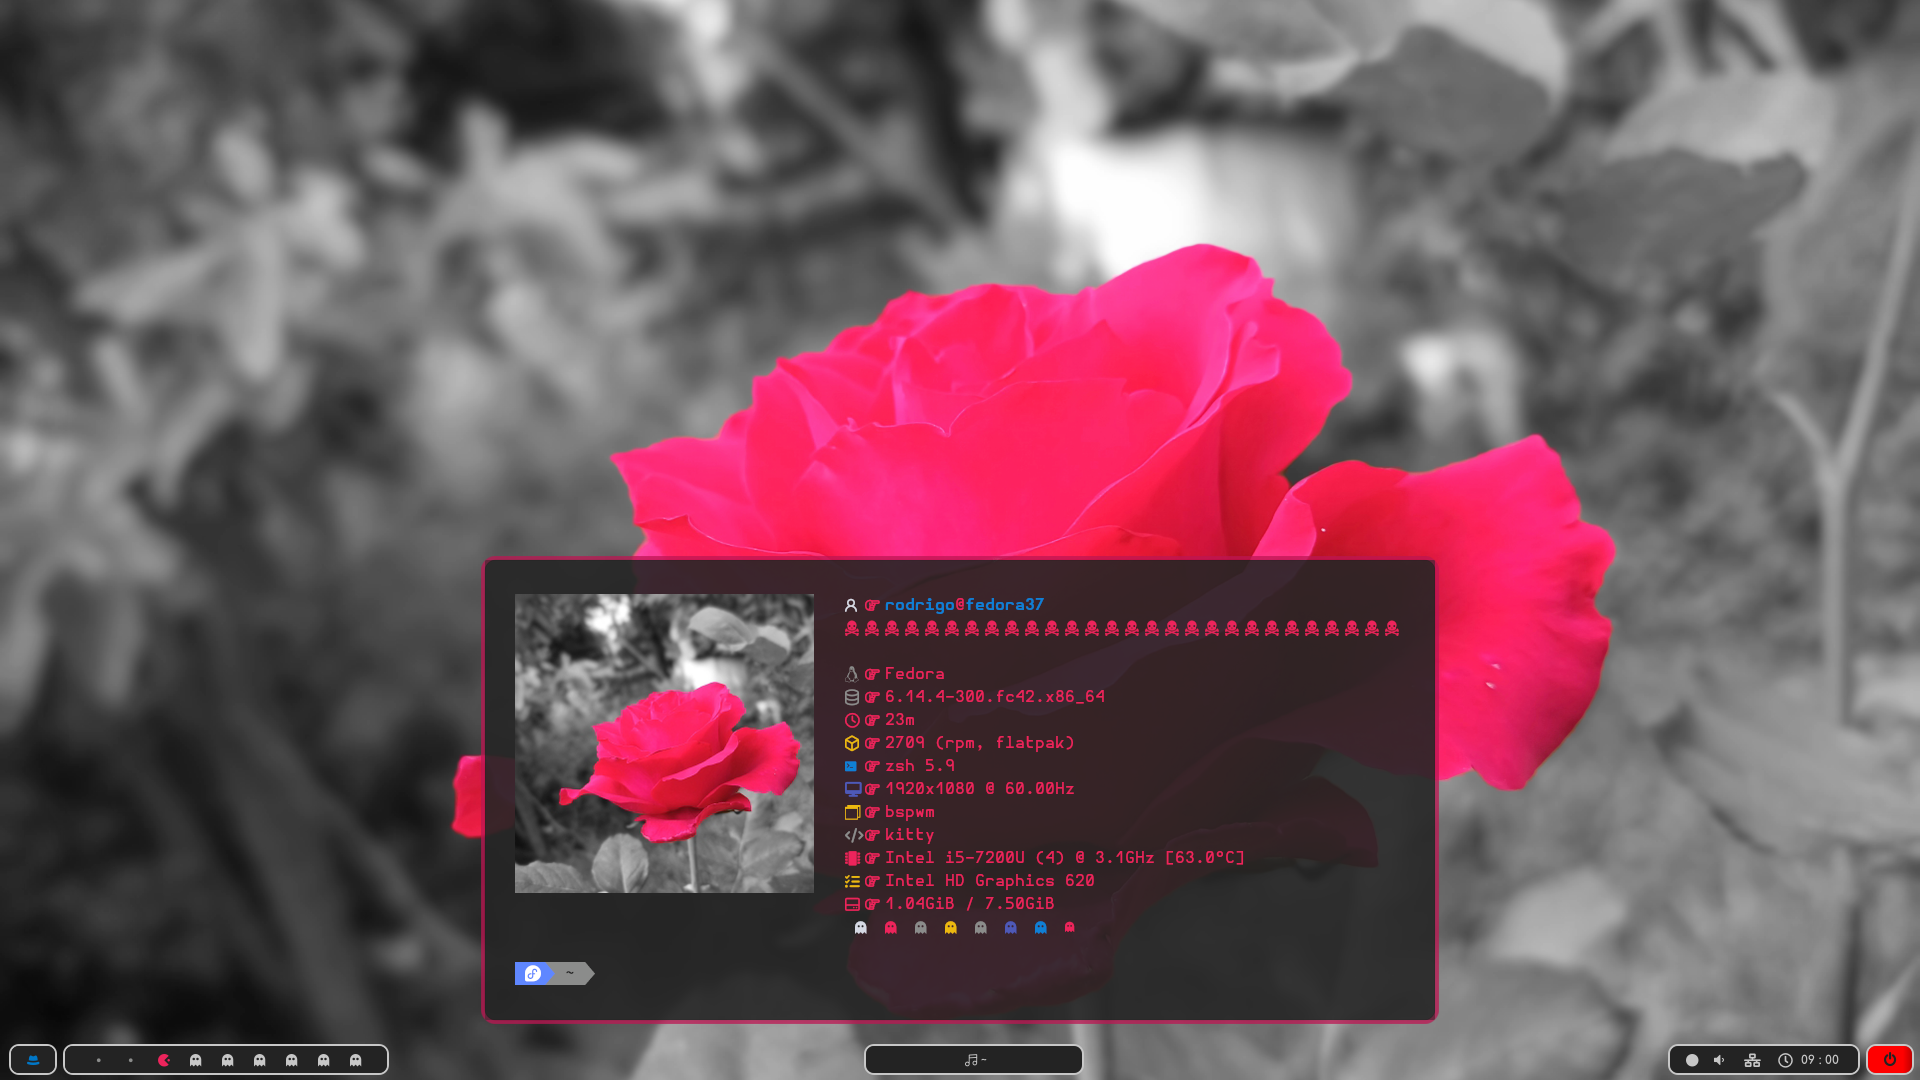 rodrigo@fedora37
Fedora
6.14.4-300.fc42.x86_64
23m
2709 (rpm, flatpak)
zsh 5.9
1920x1080 @ 60.00Hz
bspwm
kitty
Intel i5-7200U (4) @ 3.1GHz [63.0°C]
Intel HD Graphics 620
1.04GiB / 7.50GiB
~
~
09:00